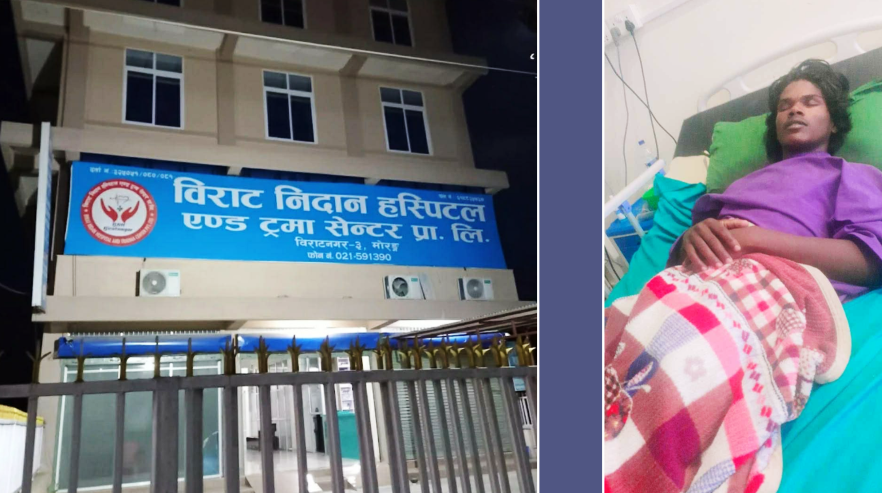 विराट निदान हस्पिटल
एण्ड ट्रमा सेन्टर प्रा. लि.
विराटनगर-३, मोरङ्ग
फोन नं. 021-591390